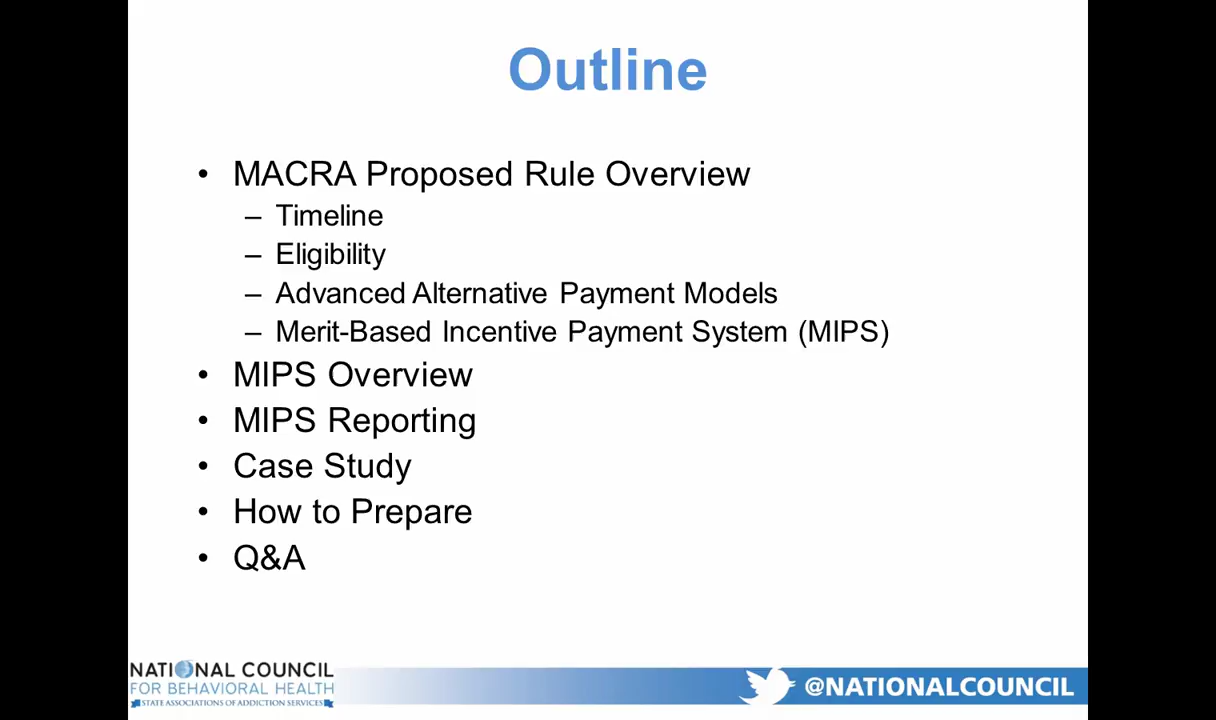 Outline
• MACRA Proposed Rule Overview
– Timeline
– Eligibility
– Advanced Alternative Payment Models
– Merit-Based Incentive Payment System (MIPS)
• MIPS Overview
• MIPS Reporting
• Case Study
• How to Prepare
• Q&A
NATIONAL COUNCIL
FOR BEHAVIORAL HEALTH
STATE ASSOCIATIONS OF ADDICTION SERVICES
@NATIONALCOUNCIL